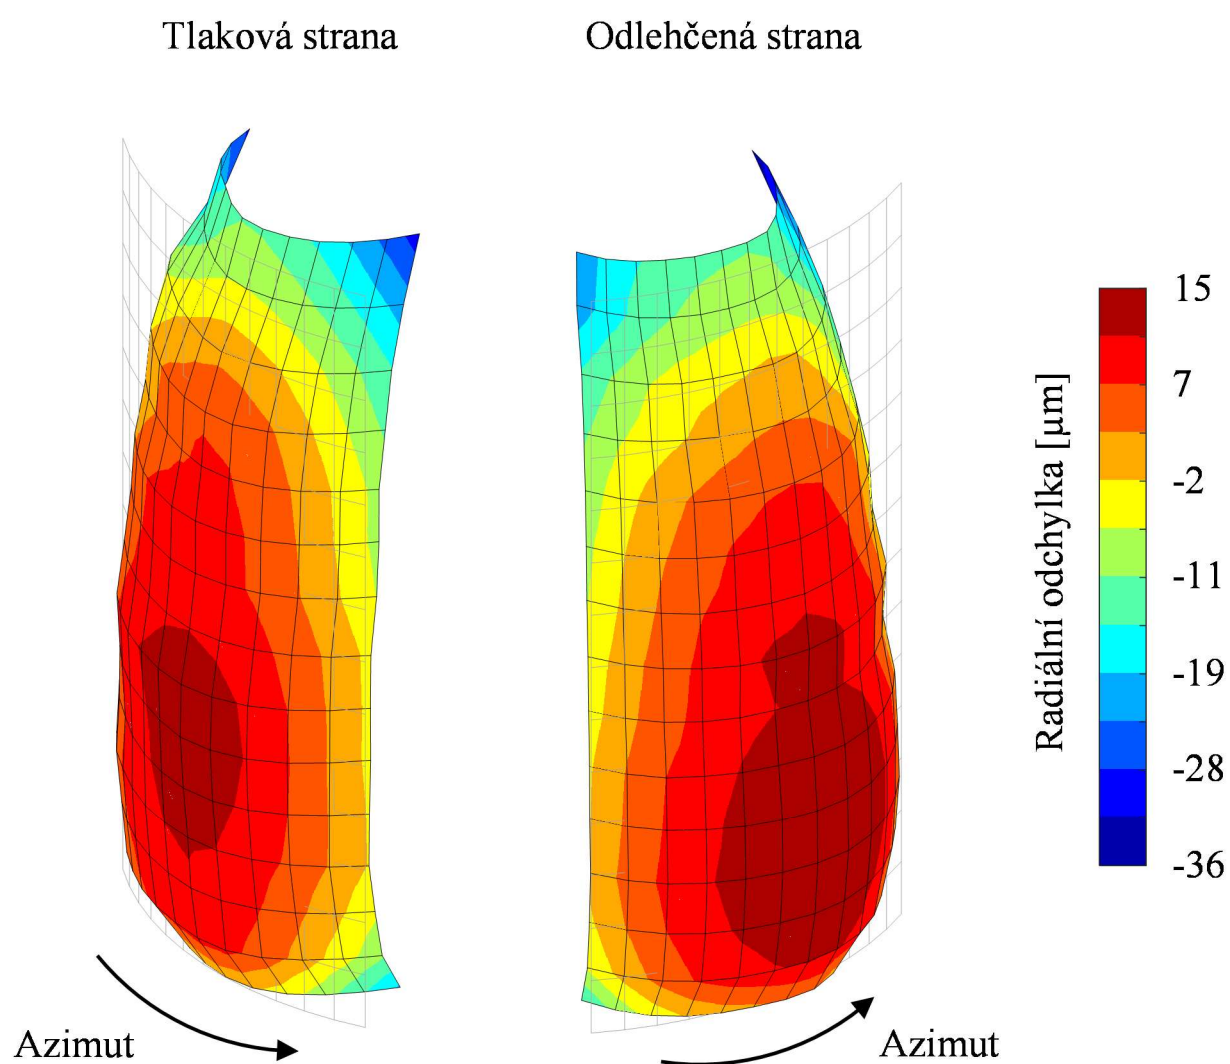 Tlaková strana
Odlehčená strana
15
7
-2
-11
-19
-28
-36
Radiální odchylka [µm]
Azimut
Azimut